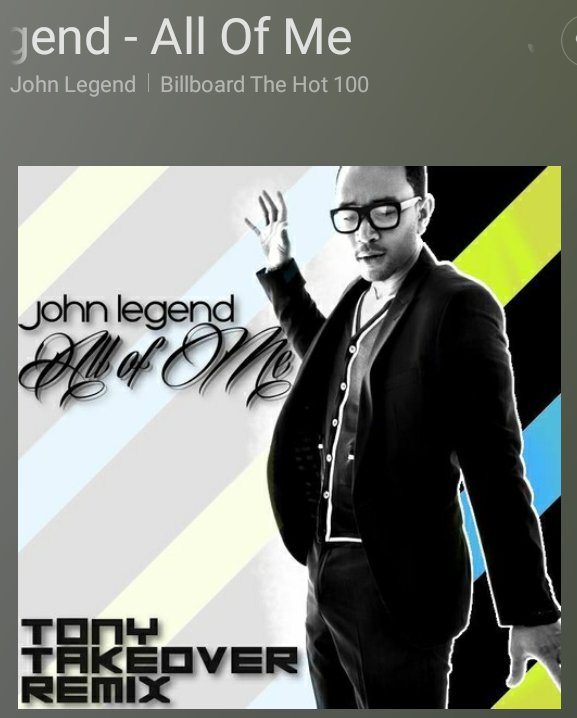 gend - All Of Me
John Legend | Billboard The Hot 100
john legend
All of Me
TONY
TAKEOVER
REMIX